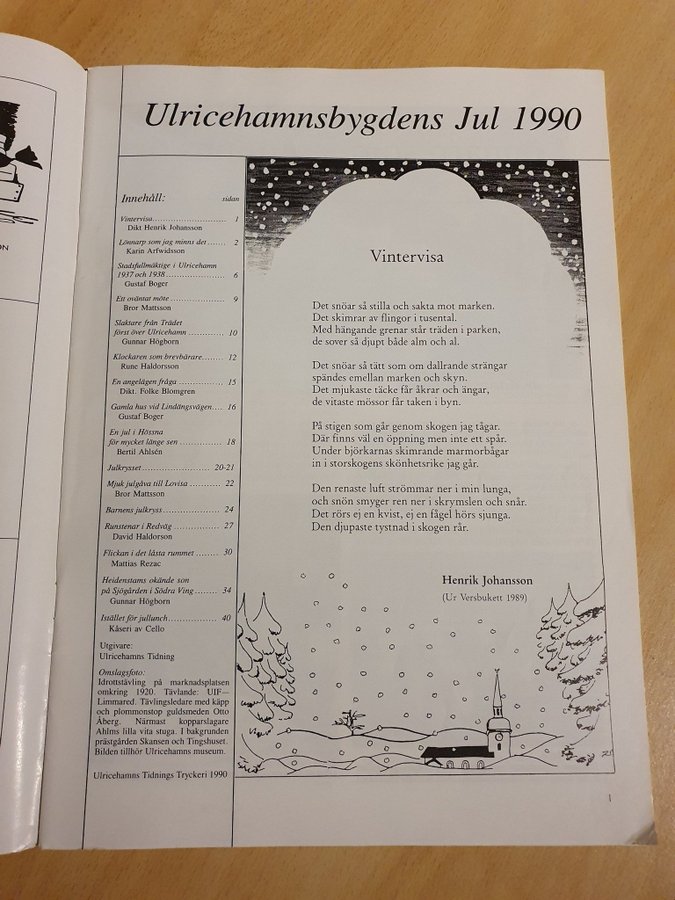 ON
Ulricehamnsbygdens Jul 1990
Innehåll: sidan
Vintervisa........................ 1
Dikt Henrik Johansson
Lönnarp som jag minns det ....... 2
Karin Arfwidsson
Stadsfullmäktige i Ulricehamn
1937 och 1938 .................... 6
Gustaf Boger
Ett oväntat möte .................. 9
Bror Mattsson
Slaktare från Trädet
först över Ulricehamn ............. 10
Gunnar Högborn
Klockaren som brevbärare....... 12
Rune Haldorsson
En angelägen fråga ............... 15
Dikt. Folke Blomgren
Gamla hus vid Lindängsvägen.... 16
Gustaf Boger
En jul i Hössna
för mycket länge sen .............. 18
Bertil Ahlsén
Julkrysset ...................... 20-21
Mjuk julgåva till Lovisa ........... 22
Bror Mattsson
Barnens julkryss................... 24
Runstenar i Redväg ............... 27
David Haldorson
Flickan i det låsta rummet ........ 30
Mattias Rezac
Heidenstams okände son
på Sjögården i Södra Ving ........ 34
Gunnar Högborn
Istället för jullunch................ 40
Kåseri av Cello
Utgivare:
Ulricehamns Tidning
Omslagsfoto:
Idrottstävling på marknadsplatsen
omkring 1920. Tävlande: UIF—
Limmared. Tävlingsledare med käpp
och plommonstop guldsmeden Otto
Åberg. Närmast kopparslagare
Ahlms lilla vita stuga. I bakgrunden
prästgården Skansen och Tingshuset.
Bilden tillhör Ulricehamns museum.
Ulricehamns Tidnings Tryckeri 1990
Vintervisa
Det snöar så stilla och sakta mot marken.
Det skimrar av flingor i tusental.
Med hängande grenar står träden i parken,
de sover så djupt både alm och al.
Det snöar så tätt som om dallrande strängar
spändes emellan marken och skyn.
Det mjukaste täcke får åkrar och ängar,
de vitaste mössor får taken i byn.
På stigen som går genom skogen jag tågar.
Där finns väl en öppning men inte ett spår.
Under björkarnas skimrande marmorbågar
in i storskogens skönhetsrike jag går.
Den renaste luft strömmar ner i min lunga,
och snön smyger ren ner i skrymslen och snår.
Det rörs ej en kvist, ej en fågel hörs sjunga.
Den djupaste tystnad i skogen rår.
Henrik Johansson
(Ur Versbukett 1989)
1